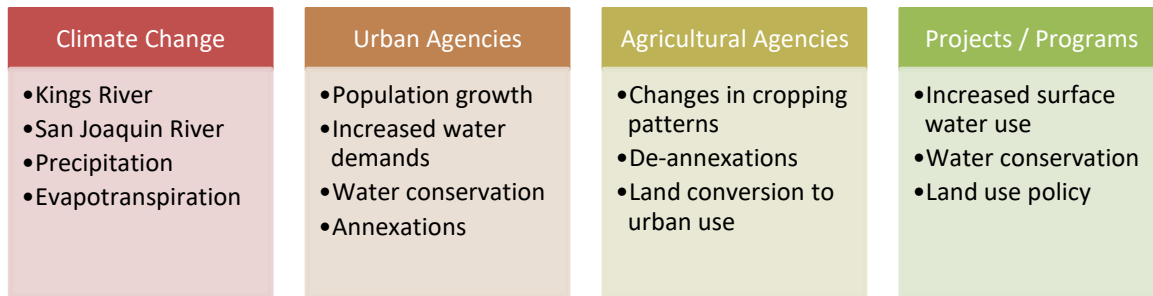 Climate Change
•Kings River
•San Joaquin River
•Precipitation
•Evapotranspiration
Urban Agencies
•Population growth
•Increased water
demands
•Water conservation
•Annexations
Agricultural Agencies
•Changes in cropping
patterns
•De-annexations
•Land conversion to
urban use
Projects / Programs
•Increased surface
water use
•Water conservation
•Land use policy